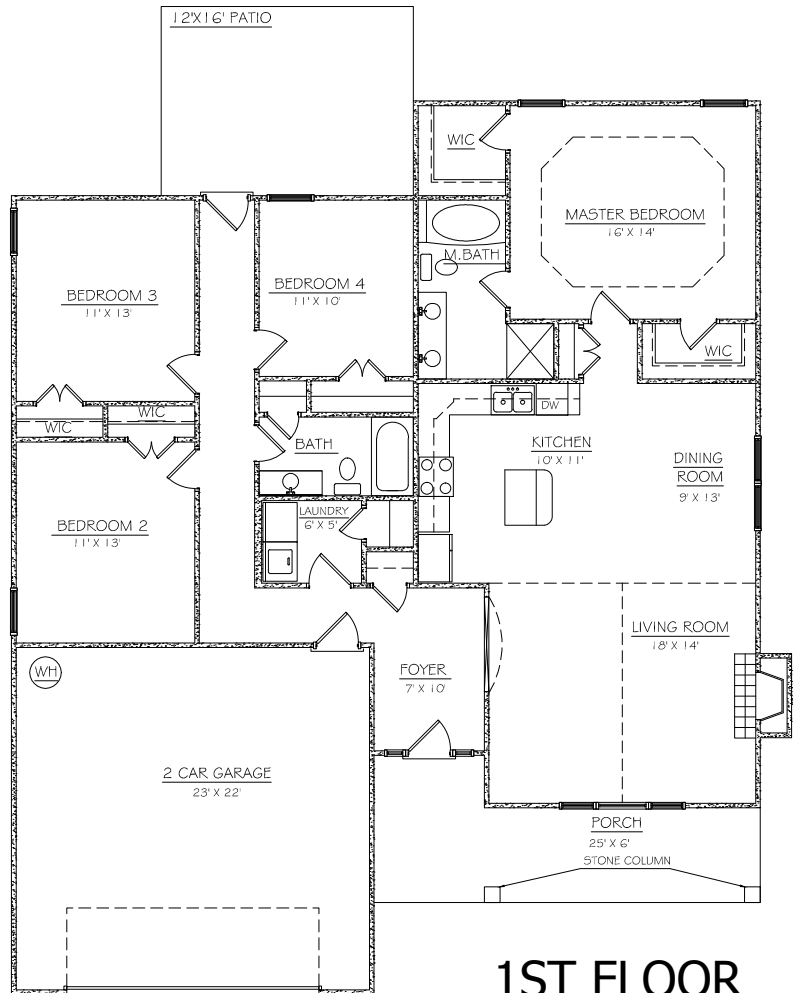 12'X16' PATIO
WIC
MASTER BEDROOM
16' X 14'
M.BATH
BEDROOM 3
11' X 13'
BEDROOM 4
11' X 10'
WIC
WIC
WIC
DW
BATH
KITCHEN
10' X 11'
DINING
ROOM
9' X 13'
BEDROOM 2
11' X 13'
LAUNDRY
6' X 5'
LIVING ROOM
18' X 14'
WH
FOYER
7' X 10'
2 CAR GARAGE
23' X 22'
PORCH
25' X 6'
STONE COLUMN
1ST FLOOR